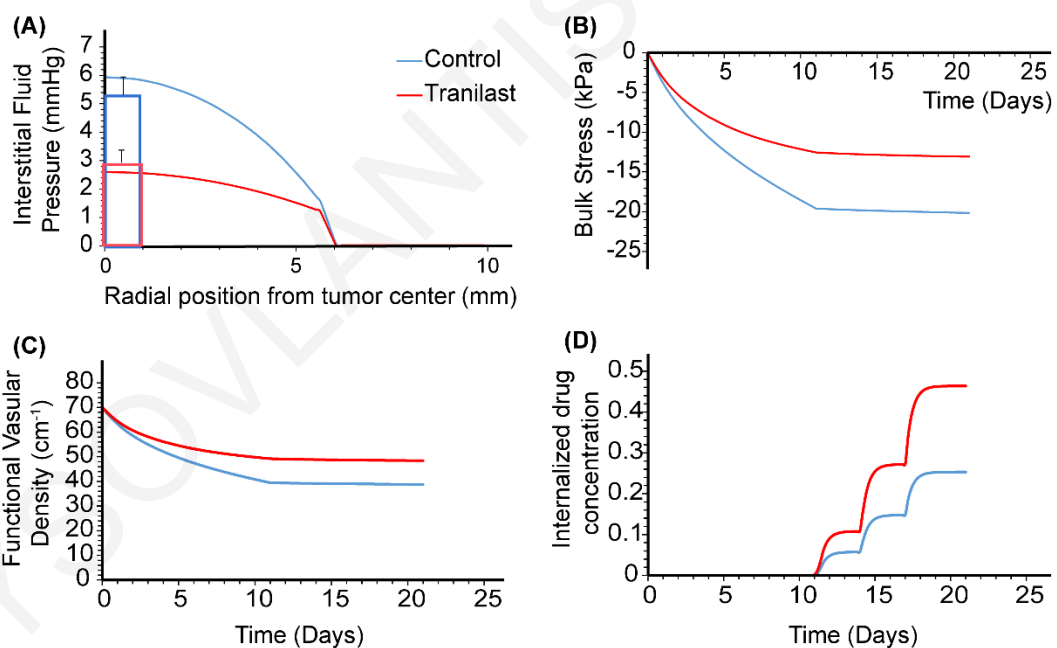 (A)
Interstitial Fluid
Pressure (mmHg)
7
6
5
4
3
2
1
0
0
5
10
Radial position from tumor center (mm)
Control
Tranilast
(B)
Bulk Stress (kPa)
0
-5
-10
-15
-20
-25
5
10
15
20
25
Time (Days)
(C)
Functional Vasular
Density (cm⁻¹)
80
70
60
50
40
30
20
10
0
0
5
10
15
20
25
Time (Days)
(D)
Internalized drug
concentration
0.5
0.4
0.3
0.2
0.1
0
0
5
10
15
20
25
Time (Days)
YSOVLANTIS